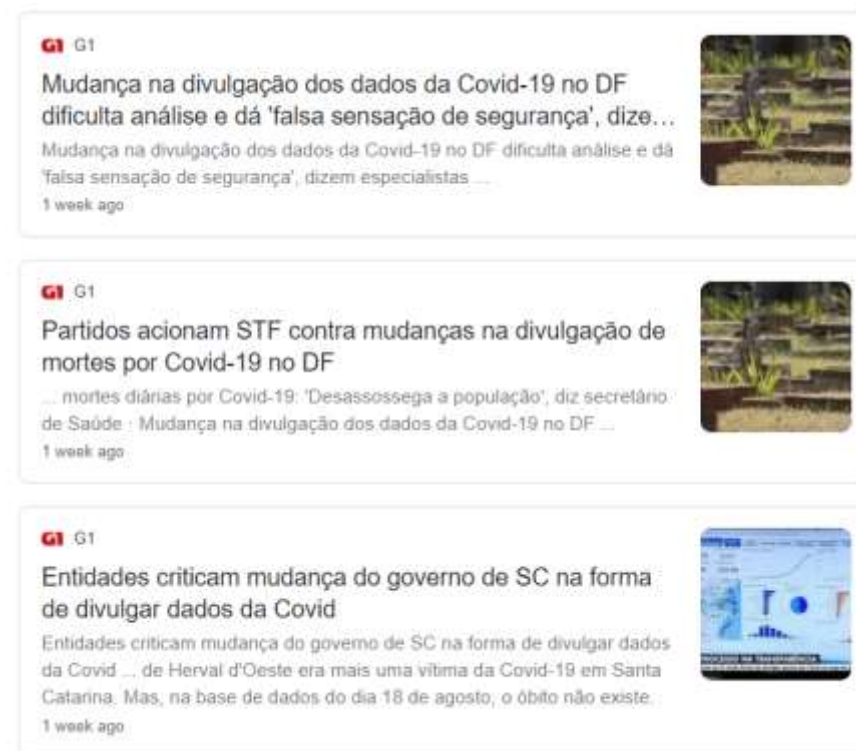 G1 G1
Mudança na divulgação dos dados da Covid-19 no DF
dificulta análise e dá 'falsa sensação de segurança', dize...
Mudança na divulgação dos dados da Covid-19 no DF dificulta análise e dá
'falsa sensação de segurança', dizem especialistas ...
1 week ago
G1 G1
Partidos acionam STF contra mudanças na divulgação de
mortes por Covid-19 no DF
... mortes diárias por Covid-19: 'Desassossega a população', diz secretário
de Saúde · Mudança na divulgação dos dados da Covid-19 no DF ...
1 week ago
G1 G1
Entidades criticam mudança do governo de SC na forma
de divulgar dados da Covid
Entidades criticam mudança do governo de SC na forma de divulgar dados
da Covid ... de Herval d'Oeste era mais uma vítima da Covid-19 em Santa
Catarina. Mas, na base de dados do dia 18 de agosto, o óbito não existe.
1 week ago